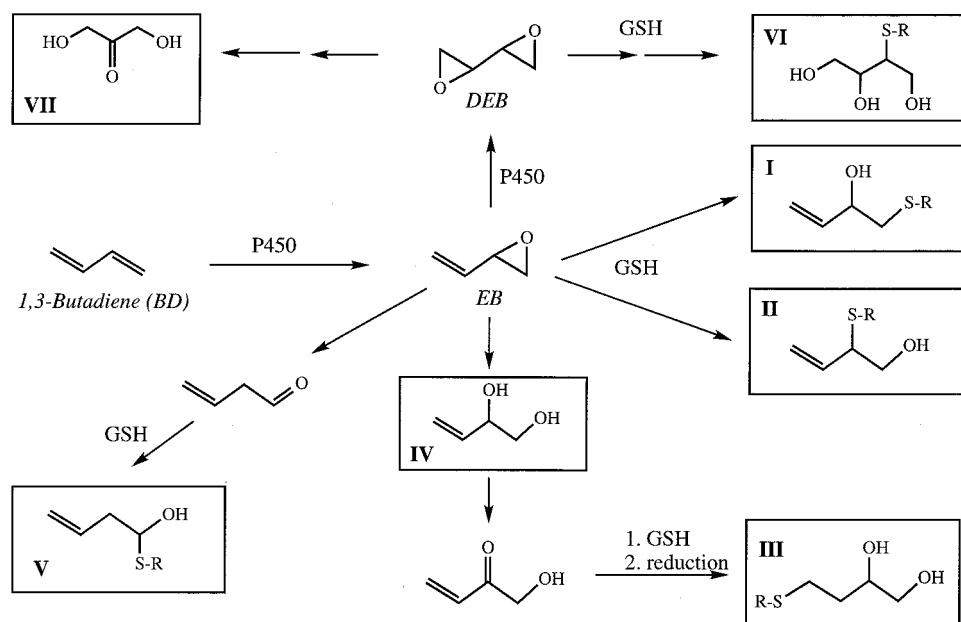 HO
OH
O
VII
O
O
DEB
GSH
VI
S-R
HO
OH
OH
P450
I
OH
S-R
1,3-Butadiene (BD)
P450
O
EB
GSH
II
S-R
OH
O
GSH
V
OH
S-R
IV
OH
OH
O
OH
1. GSH
2. reduction
III
OH
OH
R-S